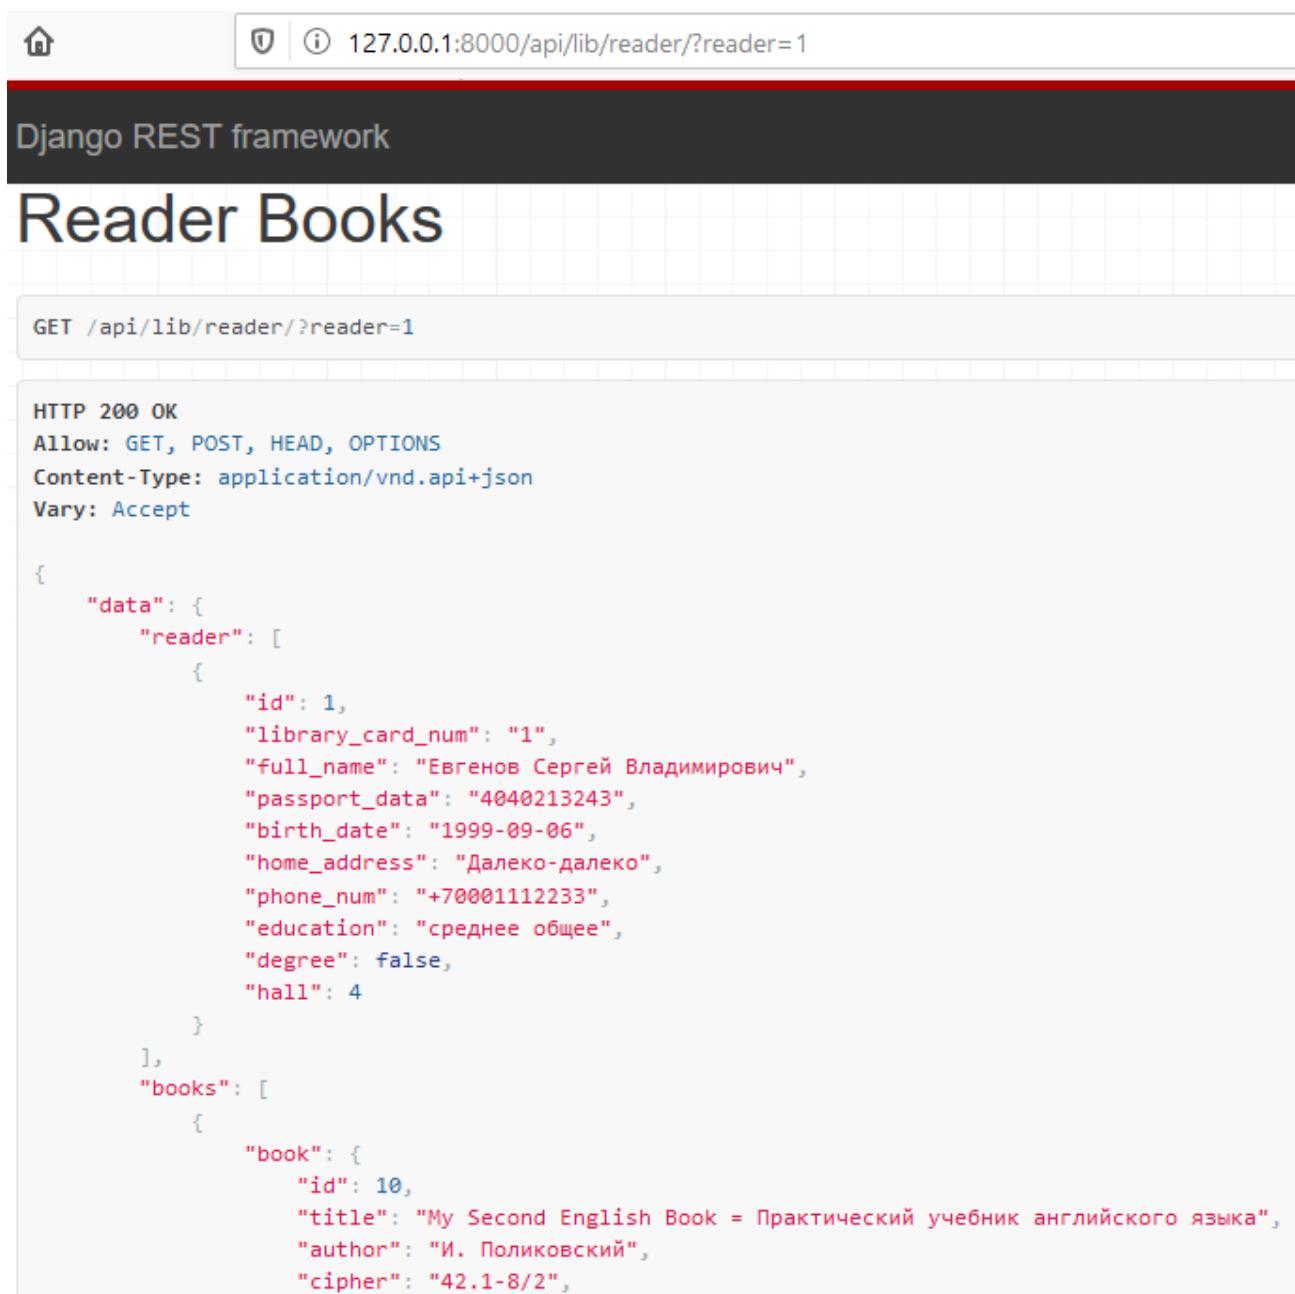 127.0.0.1:8000/api/lib/reader/?reader=1
Django REST framework
Reader Books
GET /api/lib/reader/?reader=1
HTTP 200 OK
Allow: GET, POST, HEAD, OPTIONS
Content-Type: application/vnd.api+json
Vary: Accept
{
"data": {
"reader": [
{
"id": 1,
"library_card_num": "1",
"full_name": "Евгенов Сергей Владимирович",
"passport_data": "4040213243",
"birth_date": "1999-09-06",
"home_address": "Далеко-далеко",
"phone_num": "+70001112233",
"education": "среднее общее",
"degree": false,
"hall": 4
}
],
"books": [
{
"book": {
"id": 10,
"title": "My Second English Book = Практический учебник английского языка",
"author": "И. Поликовский",
"cipher": "42.1-8/2",